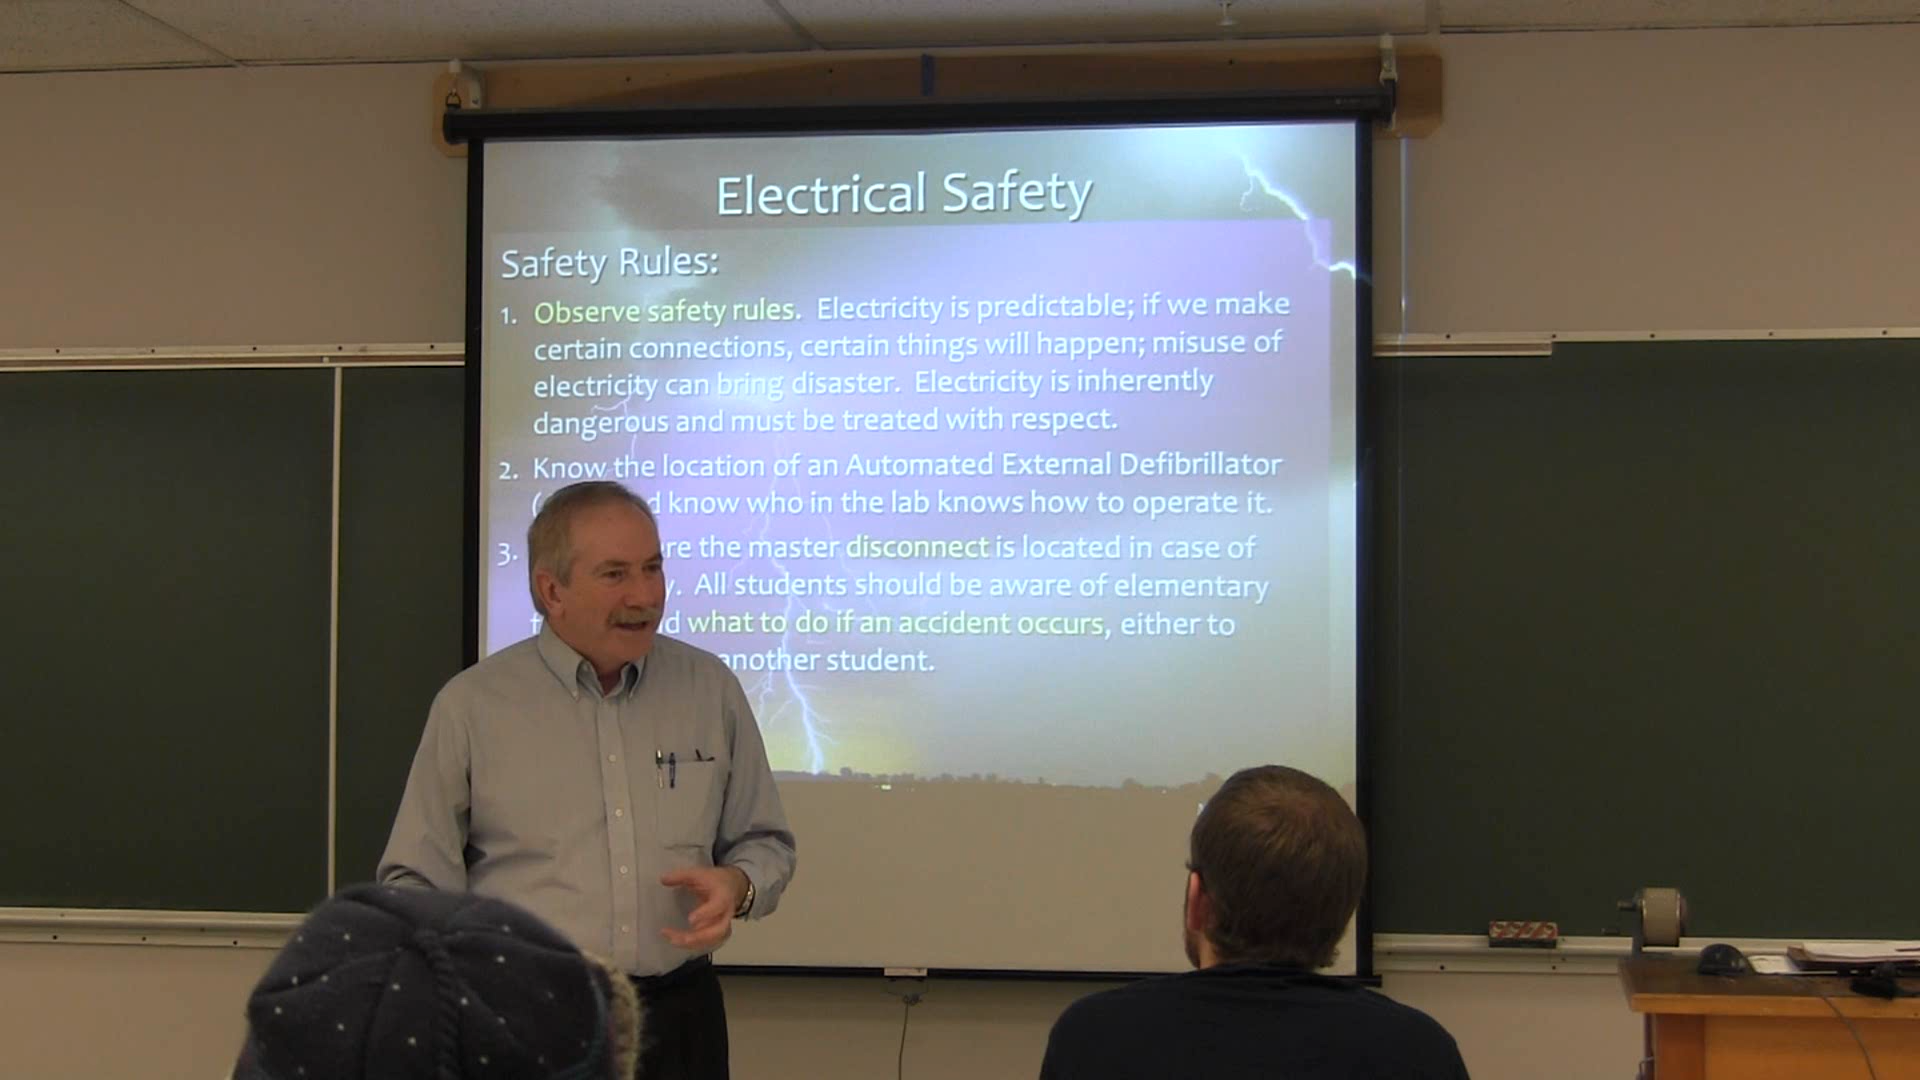 Electrical Safety
Safety Rules:
1. Observe safety rules. Electricity is predictable; if we make
certain connections, certain things will happen; misuse of
electricity can bring disaster. Electricity is inherently
dangerous and must be treated with respect.
2. Know the location of an Automated External Defibrillator
know who in the lab knows how to operate it.
3. the master disconnect is located in case of
All students should be aware of elementary
what to do if an accident occurs, either to
another student.